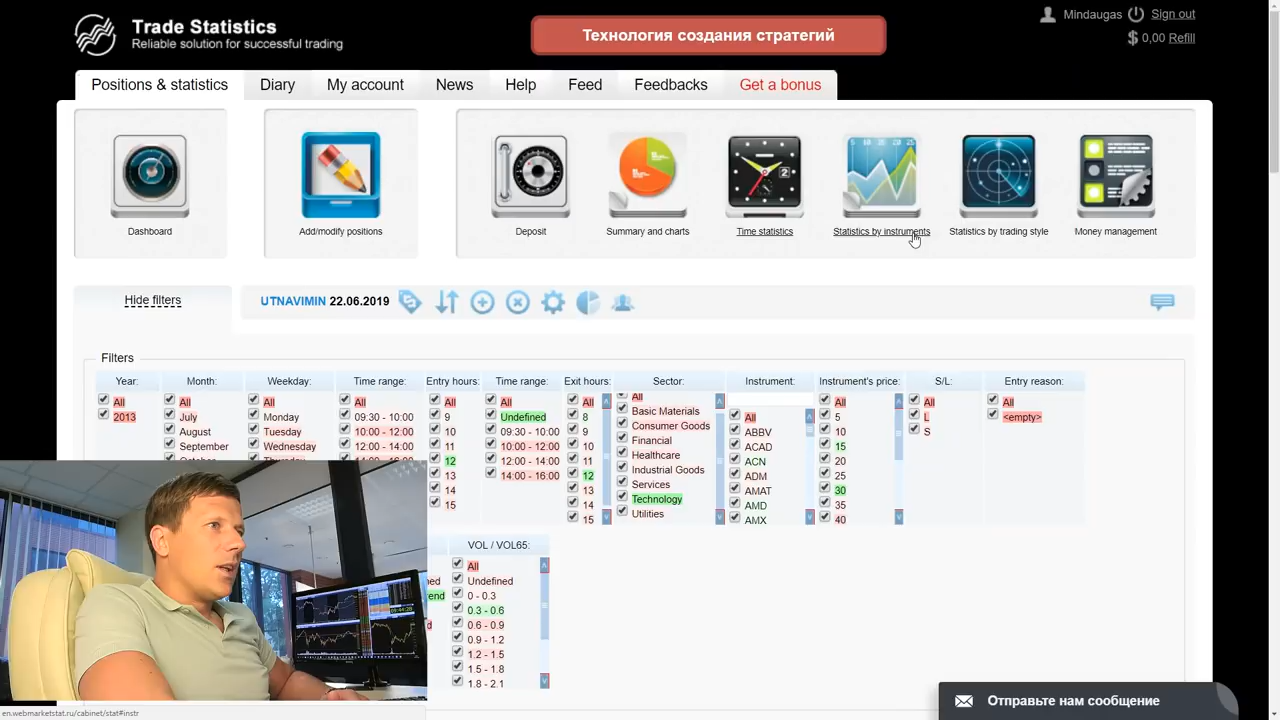 Trade Statistics
Reliable solution for successful trading
Технология создания стратегий
Mindaugas Sign out
$ 0,00 Refill
Positions & statistics Diary My account News Help Feed Feedbacks Get a bonus
Dashboard Add/modify positions Deposit Summary and charts Time statistics Statistics by instruments Statistics by trading style Money management
Hide filters UTNAVIMIN 22.06.2019
Filters
Year: Month: Weekday: Time range: Entry hours: Time range: Exit hours: Sector: Instrument: Instrument's price: S/L: Entry reason:
All All All All All Undefined All All All All All All
2013 July Monday 09:30 - 10:00 9 09:30 - 10:00 8 Basic Materials ABBV 5 L <empty>
August Tuesday 10:00 - 12:00 10 10:00 - 12:00 9 Consumer Goods ACAD 10 S
September Wednesday 12:00 - 14:00 11 12:00 - 14:00 10 Financial ACN 15
12 14:00 - 16:00 11 Healthcare ADM 20
13 12 Industrial Goods AMAT 25
14 13 Services AMD 30
15 14 Technology AMX 35
15 Utilities 40
VOL / VOL65:
All
Undefined
0 - 0.3
0.3 - 0.6
0.6 - 0.9
0.9 - 1.2
1.2 - 1.5
1.5 - 1.8
1.8 - 2.1
Отправьте нам сообщение
en.webmarketstat.ru/cabinet/stat#instr